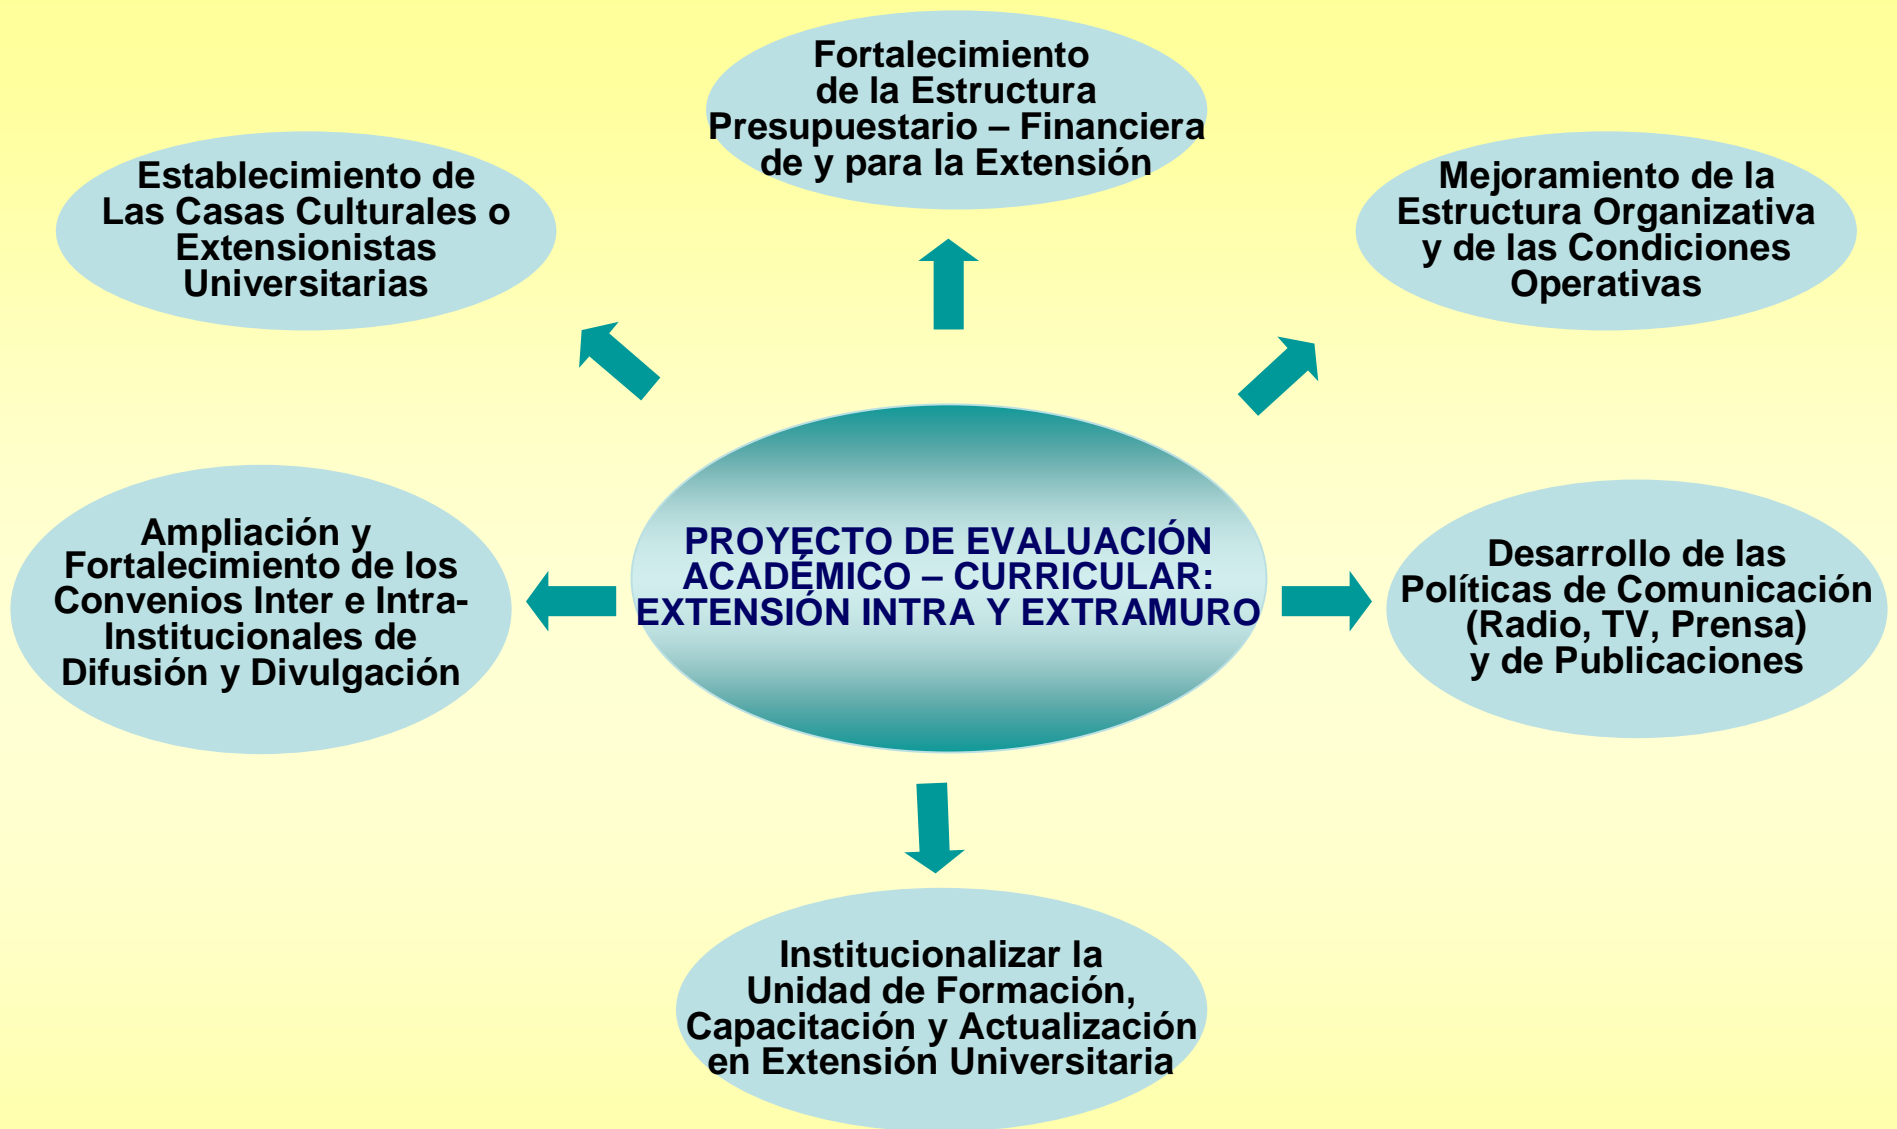 Fortalecimiento
de la Estructura
Presupuestario – Financiera
de y para la Extensión
Establecimiento de
Las Casas Culturales o
Extensionistas
Universitarias
Mejoramiento de la
Estructura Organizativa
y de las Condiciones
Operativas
Ampliación y
Fortalecimiento de los
Convenios Inter e Intra-
Institucionales de
Difusión y Divulgación
PROYECTO DE EVALUACIÓN
ACADÉMICO – CURRICULAR:
EXTENSIÓN INTRA Y EXTRAMURO
Desarrollo de las
Políticas de Comunicación
(Radio, TV, Prensa)
y de Publicaciones
Institucionalizar la
Unidad de Formación,
Capacitación y Actualización
en Extensión Universitaria